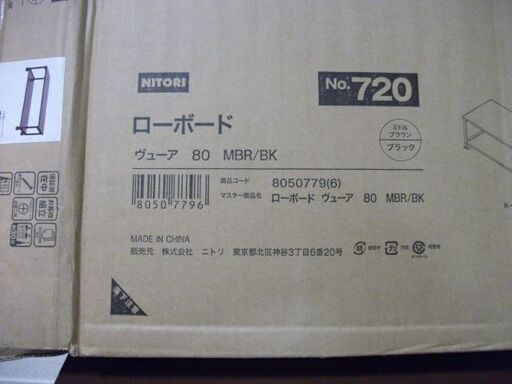 NITORI
No.720
ローボード
ヴューア 80 MBR/BK
ミドル
ブラウン
ブラック
商品コード 8050779(6)
マスター商品名 ローボード ヴューア 80 MBR/BK
8050 7796
MADE IN CHINA
販売元 株式会社 ニトリ 東京都北区神谷3丁目6番20号